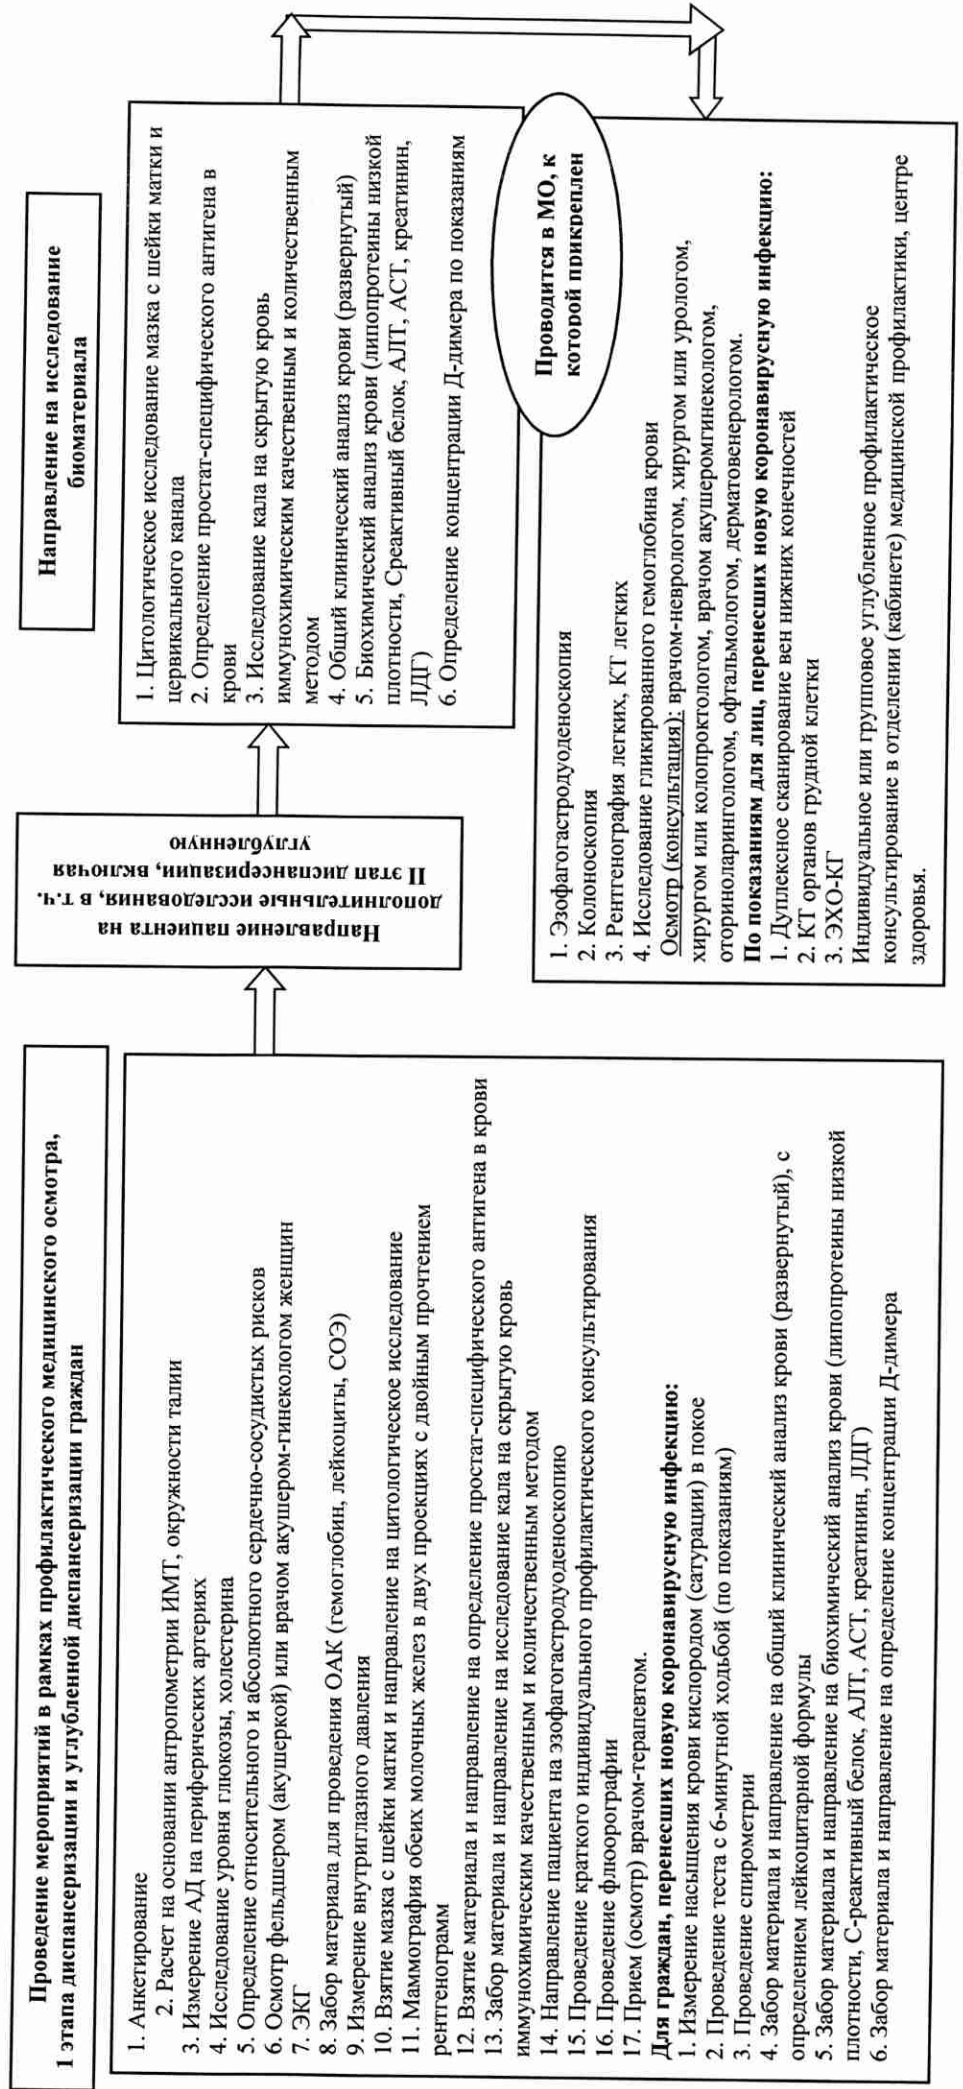 Проведение мероприятий в рамках профилактического медицинского осмотра,
1 этапа диспансеризации и углубленной диспансеризации граждан
1. Анкетирование
2. Расчет на основании антропометрии ИМТ, окружности талии
3. Измерение АД на периферических артериях
4. Исследование уровня глюкозы, холестерина
5. Определение относительного и абсолютного сердечно-сосудистых рисков
6. Осмотр фельдшером (акушеркой) или врачом акушером-гинекологом женщин
7. ЭКГ
8. Забор материала для проведения ОАК (гемоглобин, лейкоциты, СОЭ)
9. Измерение внутриглазного давления
10. Взятие мазка с шейки матки и направление на цитологическое исследование
11. Маммография обеих молочных желез в двух проекциях с двойным прочтением
рентгенограмм
12. Взятие материала и направление на определение простат-специфического антигена в крови
13. Забор материала и направление на исследование кала на скрытую кровь
иммунохимическим качественным и количественным методом
14. Направление пациента на эзофагогастродуоденоскопию
15. Проведение краткого индивидуального профилактического консультирования
16. Проведение флюорографии
17. Прием (осмотр) врачом-терапевтом.
Для граждан, перенесших новую коронавирусную инфекцию:
1. Измерение насыщения крови кислородом (сатурации) в покое
2. Проведение теста с 6-минутной ходьбой (по показаниям)
3. Проведение спирометрии
4. Забор материала и направление на общий клинический анализ крови (развернутый), с
определением лейкоцитарной формулы
5. Забор материала и направление на биохимический анализ крови (липопротеины низкой
плотности, С-реактивный белок, АЛТ, АСТ, креатинин, ЛДГ)
6. Забор материала и направление на определение концентрации Д-димера
Направление пациента на
дополнительные исследования, в т.ч.
II этап диспансеризации, включая
углубленную
Направление на исследование
биоматериала
1. Цитологическое исследование мазка с шейки матки и
цервикального канала
2. Определение простат-специфического антигена в
крови
3. Исследование кала на скрытую кровь
иммунохимическим качественным и количественным
методом
4. Общий клинический анализ крови (развернутый)
5. Биохимический анализ крови (липопротеины низкой
плотности, Среактивный белок, АЛТ, АСТ, креатинин,
ЛДГ)
6. Определение концентрации Д-димера по показаниям
Проводится в МО, к
которой прикреплен
1. Эзофагогастродуоденоскопия
2. Колоноскопия
3. Рентгенография легких, КТ легких
4. Исследование гликированного гемоглобина крови
Осмотр (консультация): врачом-неврологом, хирургом или урологом,
хирургом или колопроктологом, врачом акушеромгинекологом,
оториноларингологом, офтальмологом, дерматовенерологом.
По показаниям для лиц, перенесших новую коронавирусную инфекцию:
1. Дуплексное сканирование вен нижних конечностей
2. КТ органов грудной клетки
3. ЭХО-КГ
Индивидуальное или групповое углубленное профилактическое
консультирование в отделении (кабинете) медицинской профилактики, центре
здоровья.